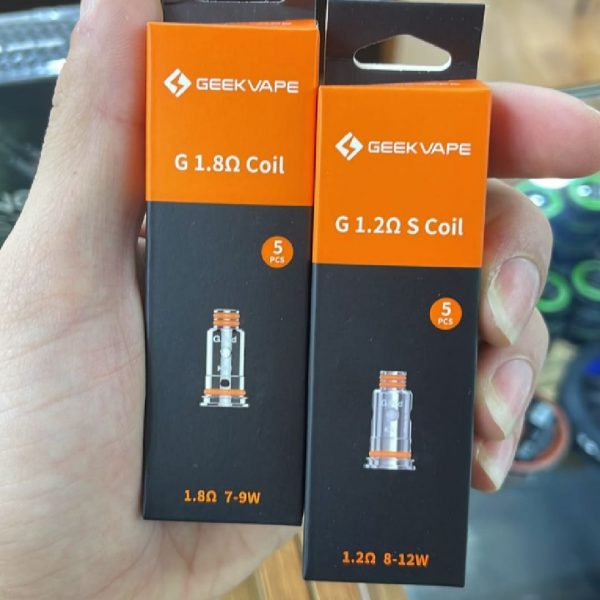 GEEKVAPE
G 1.8Ω Coil
5
PCS
1.8Ω 7-9W
GEEKVAPE
G 1.2Ω S Coil
5
PCS
1.2Ω 8-12W